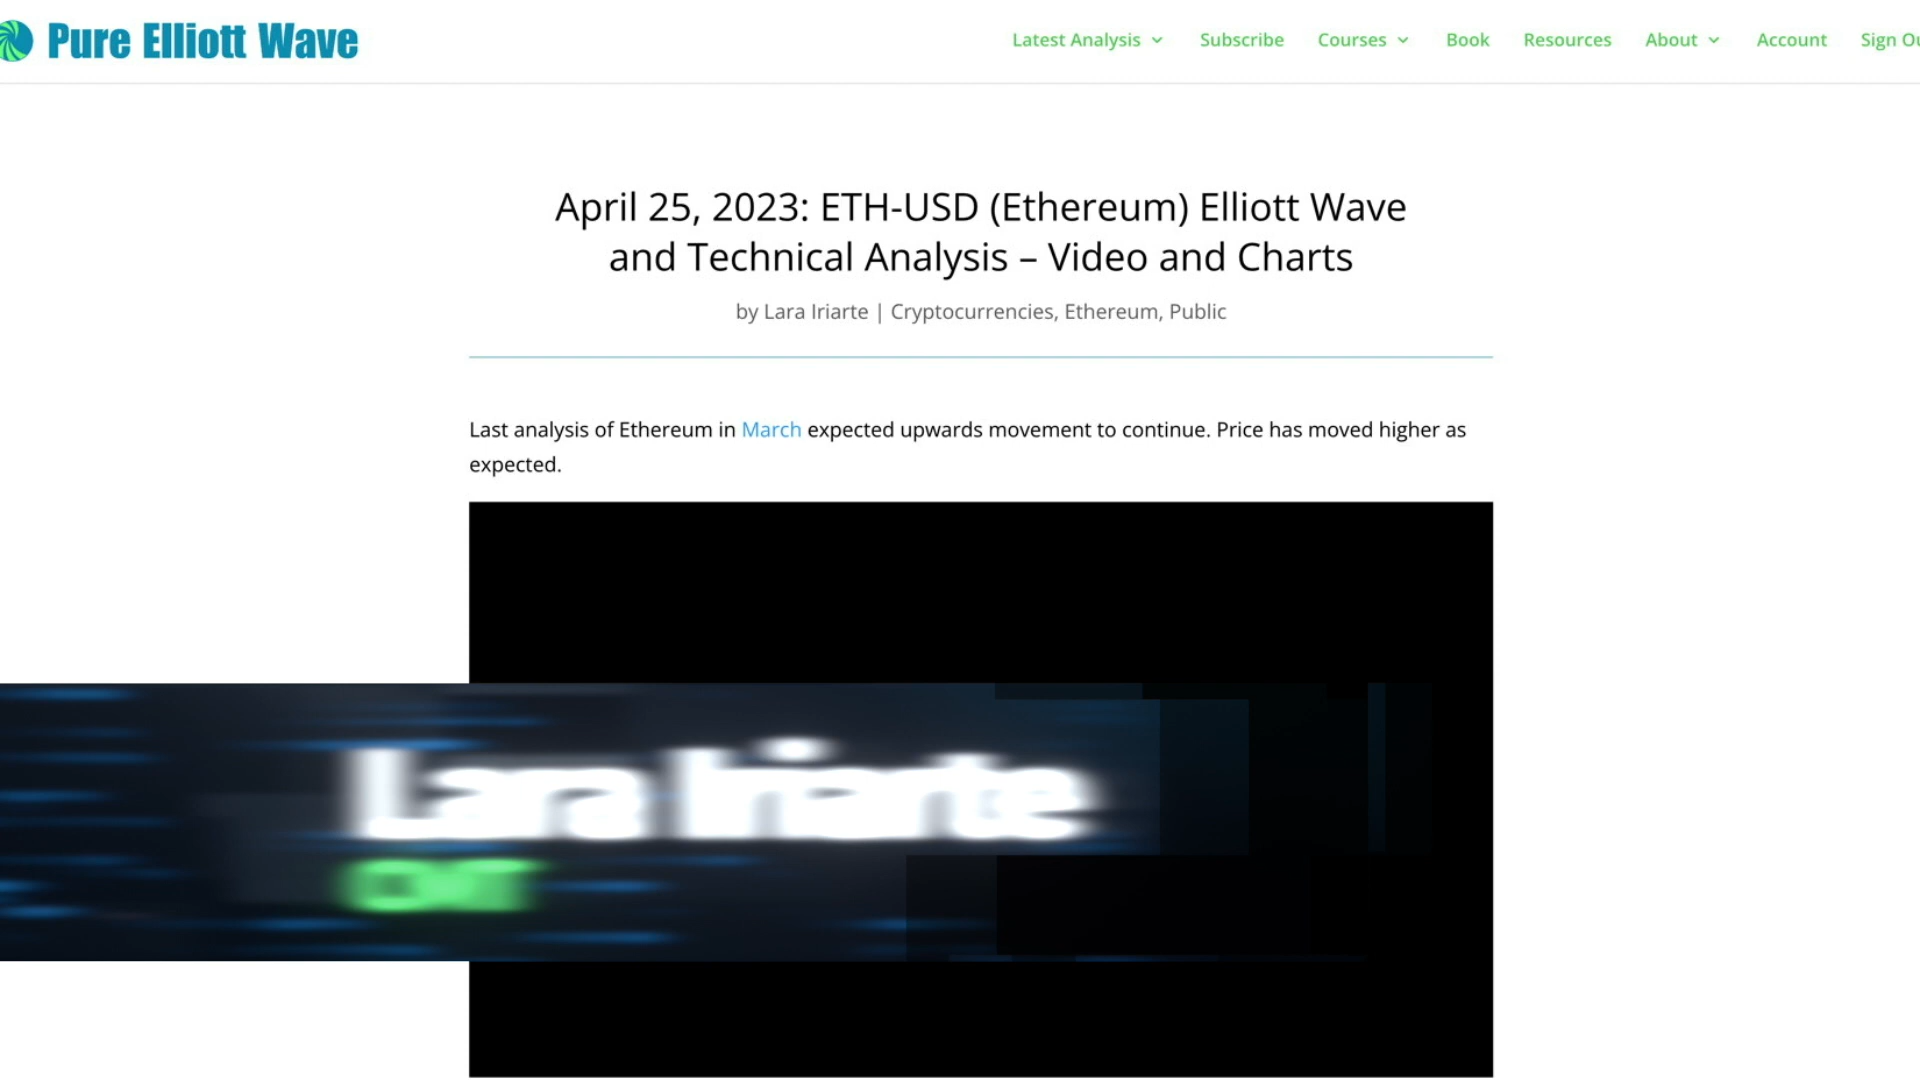 Pure Elliott Wave
Latest Analysis Subscribe Courses Book Resources About Account Sign Ou
April 25, 2023: ETH-USD (Ethereum) Elliott Wave
and Technical Analysis – Video and Charts
by Lara Iriarte | Cryptocurrencies, Ethereum, Public
Last analysis of Ethereum in March expected upwards movement to continue. Price has moved higher as
expected.
Lara Iriarte